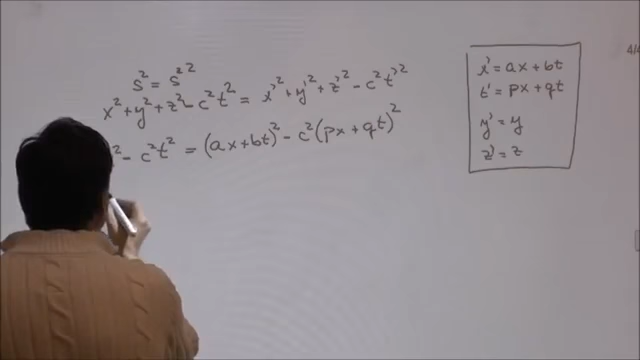 s² = s'²
x² + y² + z² - c²t² = x'² + y'² + z'² - c²t'²
² - c²t² = (ax + bt)² - c²(px + qt)²
x' = ax + bt
t' = px + qt
y' = y
z' = z